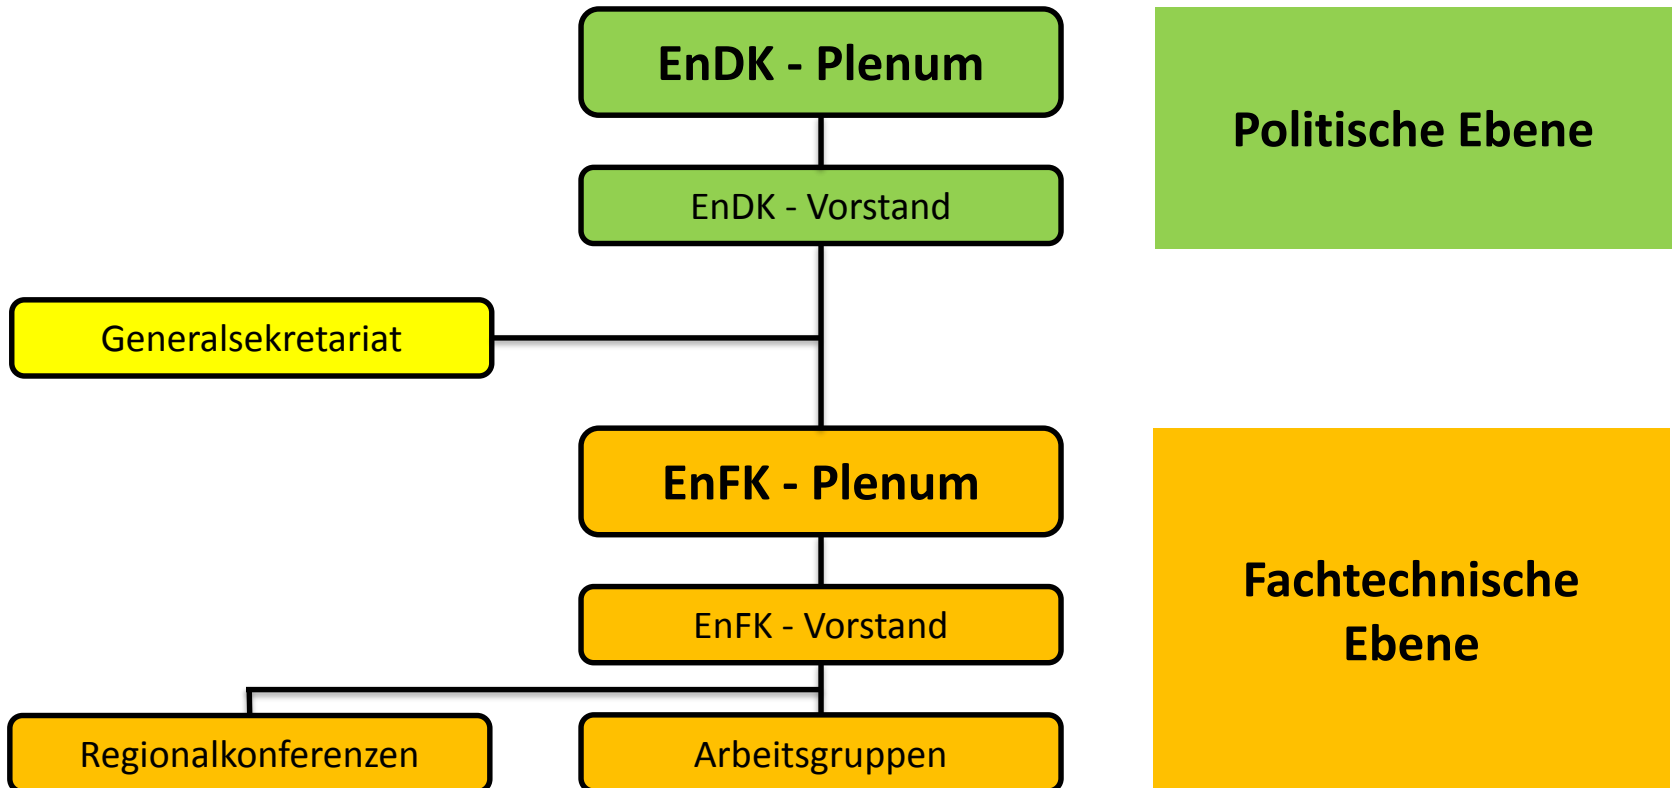 EnDK - Plenum
Politische Ebene
EnDK - Vorstand
Generalsekretariat
EnFK - Plenum
Fachtechnische
Ebene
EnFK - Vorstand
Regionalkonferenzen
Arbeitsgruppen